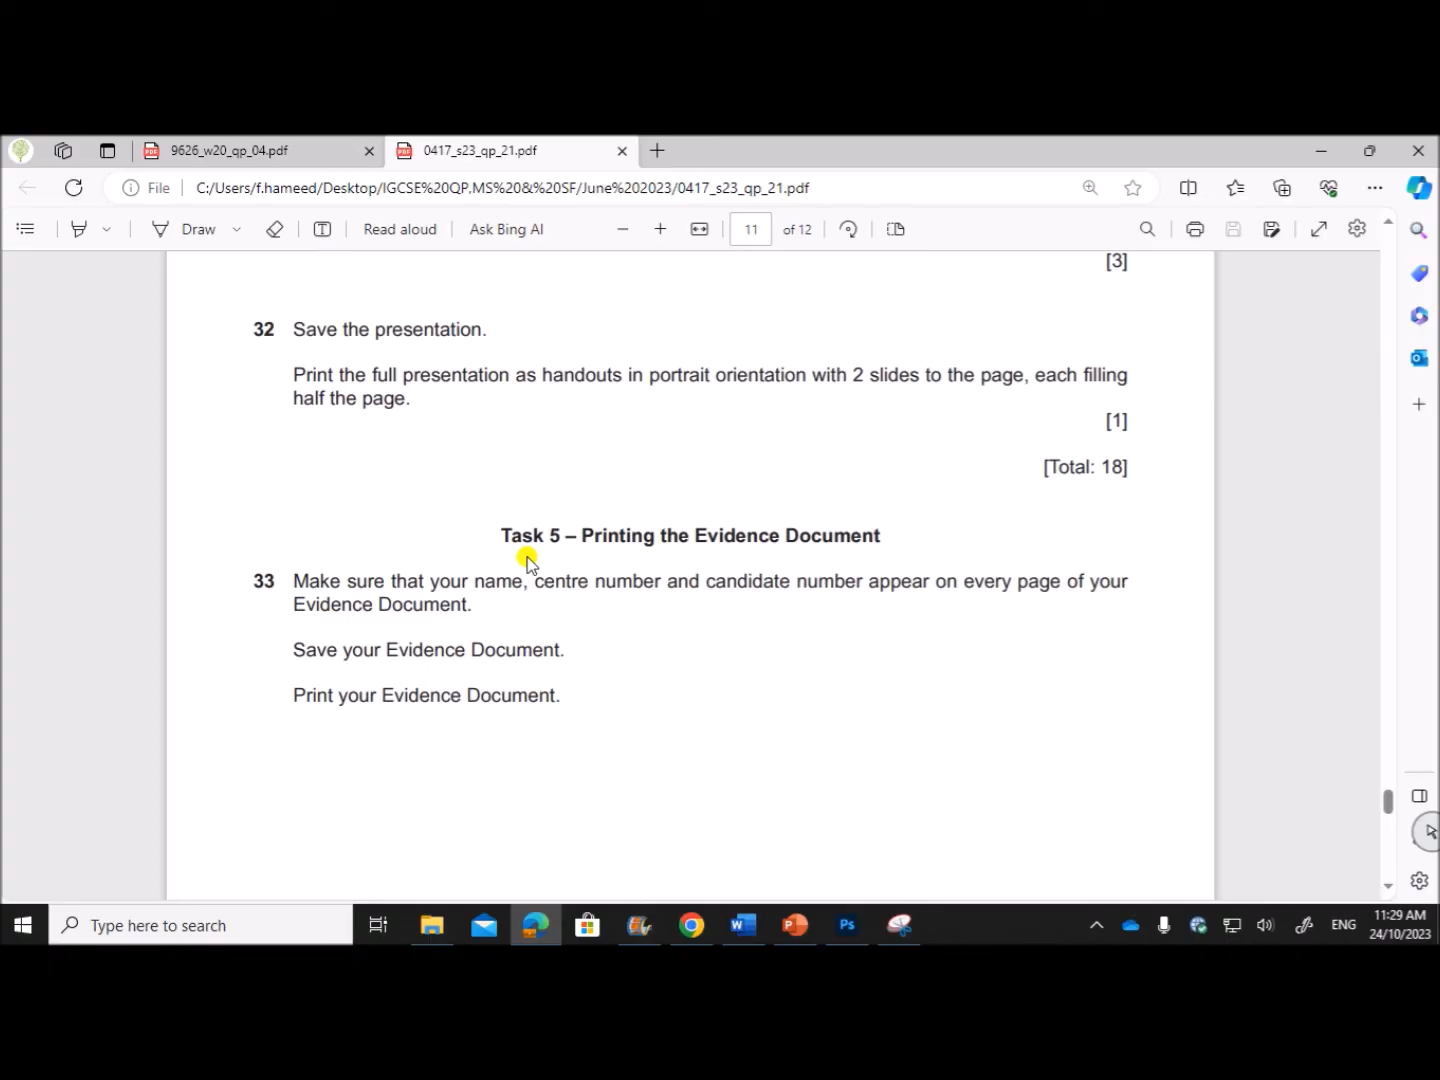 9626_w20_qp_04.pdf
0417_s23_qp_21.pdf
File
C:/Users/f.hameed/Desktop/IGCSE%20QP,MS%20&%20SF/June%202023/0417_s23_qp_21.pdf
Draw
Read aloud
Ask Bing AI
11
of 12
[3]
32 Save the presentation.
Print the full presentation as handouts in portrait orientation with 2 slides to the page, each filling
half the page.
[1]
[Total: 18]
Task 5 – Printing the Evidence Document
33 Make sure that your name, centre number and candidate number appear on every page of your
Evidence Document.
Save your Evidence Document.
Print your Evidence Document.
Type here to search
ENG
11:29 AM
24/10/2023